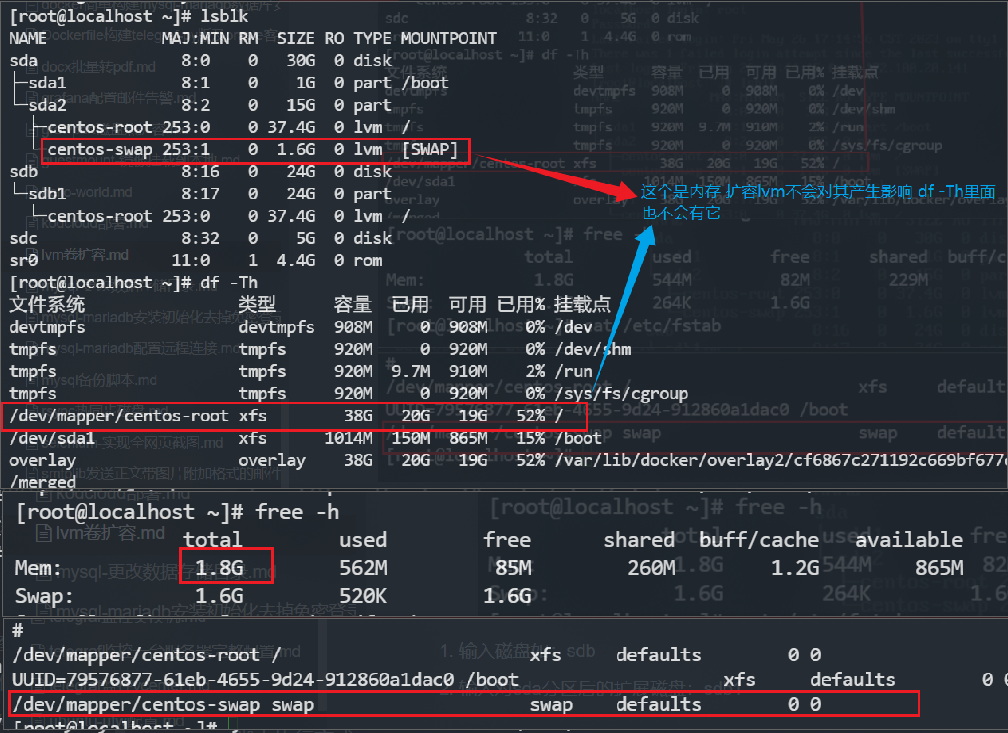 [root@localhost ~]# lsblk
NAME MAJ:MIN RM SIZE RO TYPE MOUNTPOINT
sda 8:0 0 30G 0 disk
├─sda1 8:1 0 1G 0 part /boot
└─sda2 8:2 0 15G 0 part
├─centos-root 253:0 0 37.4G 0 lvm /
└─centos-swap 253:1 0 1.6G 0 lvm [SWAP]
sdb 8:16 0 24G 0 disk
└─sdb1 8:17 0 24G 0 part
└─centos-root 253:0 0 37.4G 0 lvm /
sdc 8:32 0 5G 0 disk
sr0 11:0 1 4.4G 0 rom
这个是内存 扩容lvm不会对其产生影响 df -Th里面
也不会有它
[root@localhost ~]# df -Th
文件系统 类型 容量 已用 可用 已用% 挂载点
devtmpfs devtmpfs 908M 0 908M 0% /dev
tmpfs tmpfs 920M 0 920M 0% /dev/shm
tmpfs tmpfs 920M 9.7M 910M 2% /run
tmpfs tmpfs 920M 0 920M 0% /sys/fs/cgroup
/dev/mapper/centos-root xfs 38G 20G 19G 52% /
/dev/sda1 xfs 1014M 150M 865M 15% /boot
overlay overlay 38G 20G 19G 52% /var/lib/docker/overlay2/cf6867c271192c669bf677
/merged
[root@localhost ~]# free -h
total used free shared buff/cache available
Mem: 1.8G 562M 85M 260M 1.2G 865M
Swap: 1.6G 520K 1.6G
#
/dev/mapper/centos-root / xfs defaults 0 0
UUID=79576877-61eb-4655-9d24-912860a1dac0 /boot xfs defaults 0 0
/dev/mapper/centos-swap swap swap defaults 0 0
[root@localhost ~]#